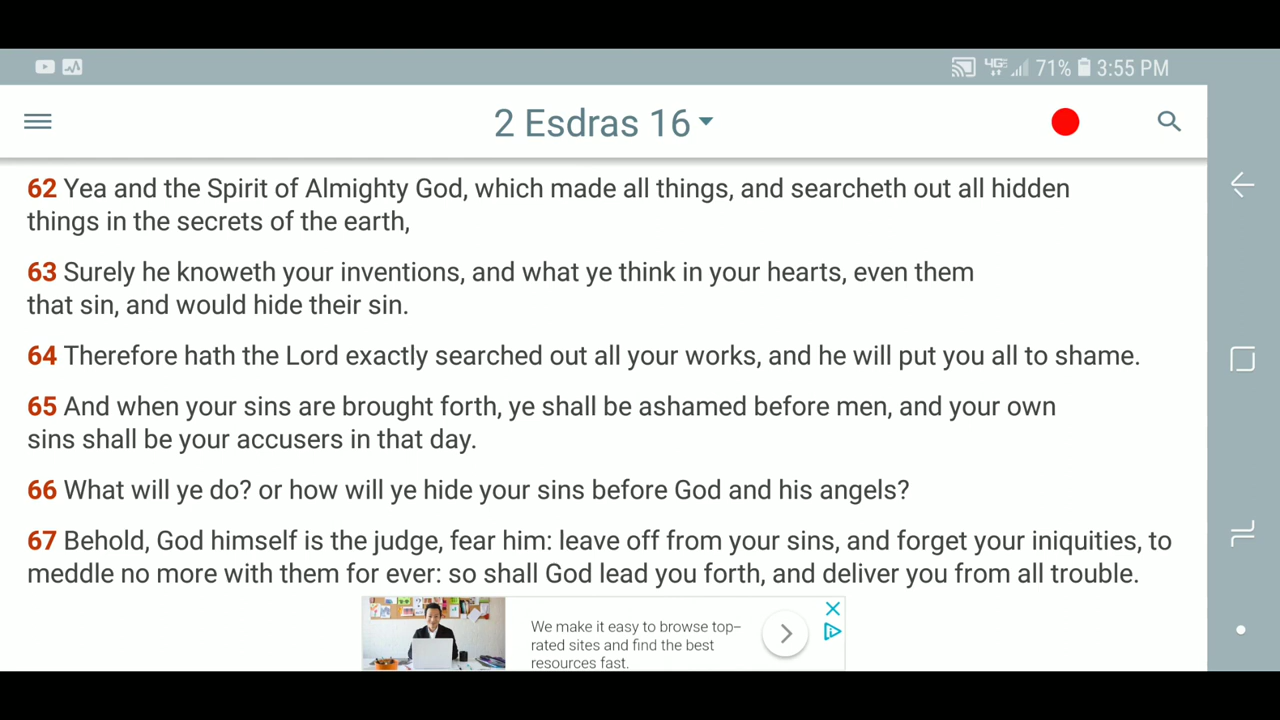 4GE 71% 3:55 PM
2 Esdras 16
62 Yea and the Spirit of Almighty God, which made all things, and searcheth out all hidden
things in the secrets of the earth,
63 Surely he knoweth your inventions, and what ye think in your hearts, even them
that sin, and would hide their sin.
64 Therefore hath the Lord exactly searched out all your works, and he will put you all to shame.
65 And when your sins are brought forth, ye shall be ashamed before men, and your own
sins shall be your accusers in that day.
66 What will ye do? or how will ye hide your sins before God and his angels?
67 Behold, God himself is the judge, fear him: leave off from your sins, and forget your iniquities, to
meddle no more with them for ever: so shall God lead you forth, and deliver you from all trouble.
We make it easy to browse top–
rated sites and find the best
resources fast.